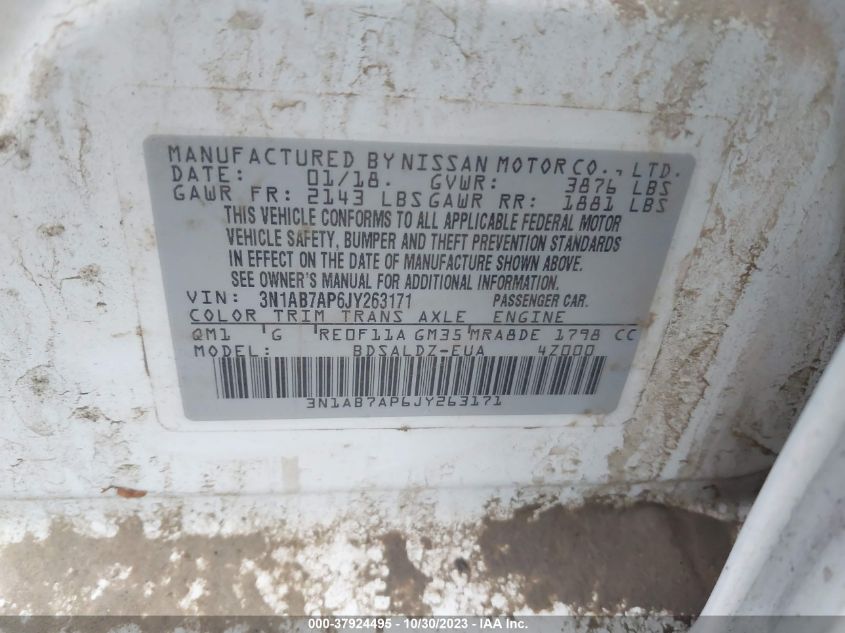 MANUFACTURED BY NISSAN MOTOR CO., LTD.
DATE: 01/18. GVWR: 3876 LBS
GAWR FR: 2143 LBS GAWR RR: 1881 LBS
THIS VEHICLE CONFORMS TO ALL APPLICABLE FEDERAL MOTOR
VEHICLE SAFETY, BUMPER AND THEFT PREVENTION STANDARDS
IN EFFECT ON THE DATE OF MANUFACTURE SHOWN ABOVE.
SEE OWNER'S MANUAL FOR ADDITIONAL INFORMATION.
VIN: 3N1AB7AP6JY263171 PASSENGER CAR.
COLOR TRIM TRANS AXLE ENGINE
QM1 G RE0F11A GM35 MRA8DE 1798 CC
MODEL: BDSALDZ-EUA 4Z000
3N1AB7AP6JY263171
000-37924495 - 10/30/2023 - IAAI.com